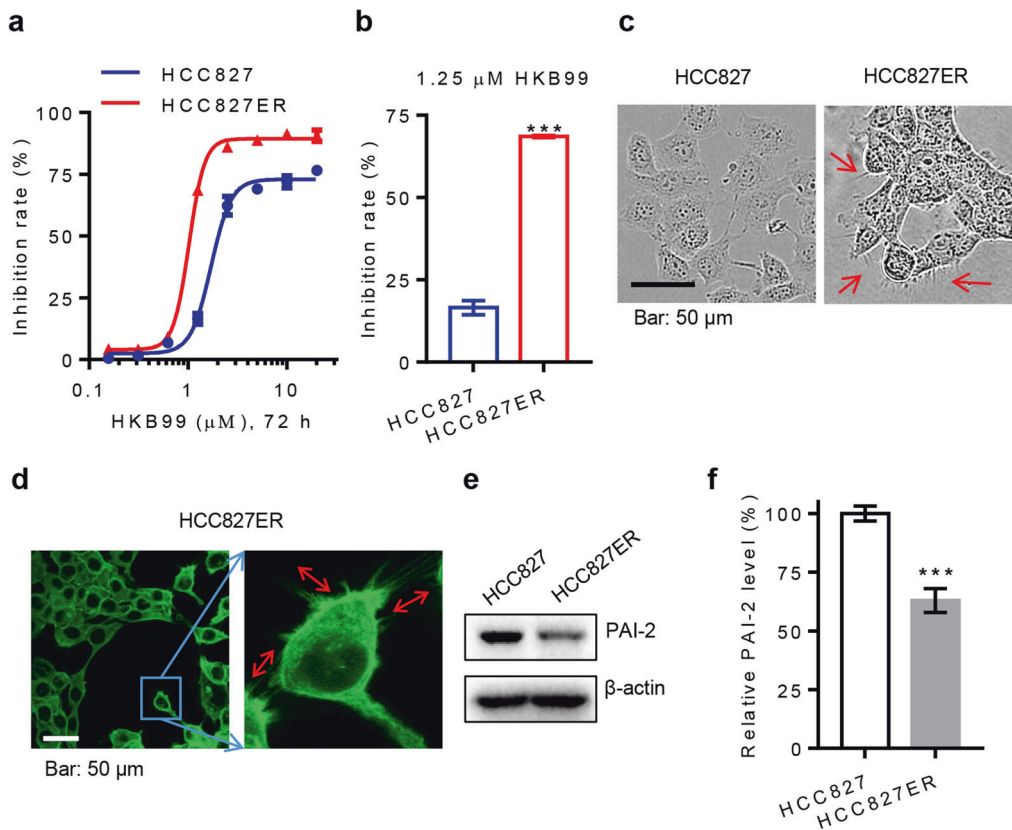 a
HCC827
HCC827ER
100
75
50
25
0
0.1
1
10
Inhibition rate (%)
HKB99 (μM), 72 h
b
1.25 μM HKB99
***
75
50
25
0
Inhibition rate (%)
HCC827
HCC827ER
c
HCC827
HCC827ER
Bar: 50 μm
d
HCC827ER
Bar: 50 μm
e
HCC827
HCC827ER
PAI-2
β-actin
f
100
75
50
25
0
***
Relative PAI-2 level (%)
HCC827
HCC827ER